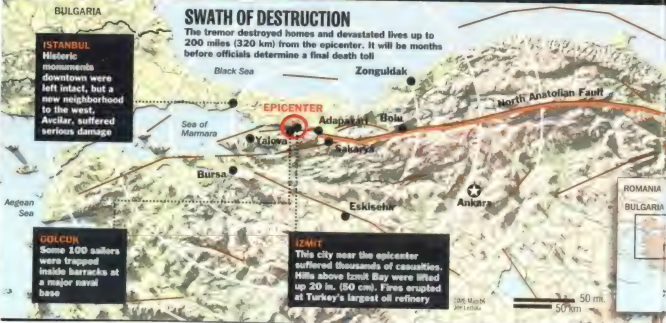 BULGARIA
SWATH OF DESTRUCTION
The tremor destroyed homes and devastated lives up to
200 miles (320 km) from the epicenter. It will be months
before officials determine a final death toll
ISTANBUL
Historic
monuments
downtown were
left intact, but a
new neighborhood
to the west,
Avcilar, suffered
serious damage
Black Sea
Zonguldak
EPICENTER
North Anatolian Fault
Adapazari
Bolu
Sea of
Marmara
Yalova
Sakarya
Bursa
Aegean
Sea
Eskisehir
Ankara
ROMANIA
BULGARIA
GOLCUK
Some 100 sailors
were trapped
inside barracks at
a major naval
base
IZMIT
This city near the epicenter
suffered thousands of casualties.
Hills above Izmit Bay were lifted
up 20 in. (50 cm). Fires erupted
at Turkey's largest oil refinery
50 mi.
50 km